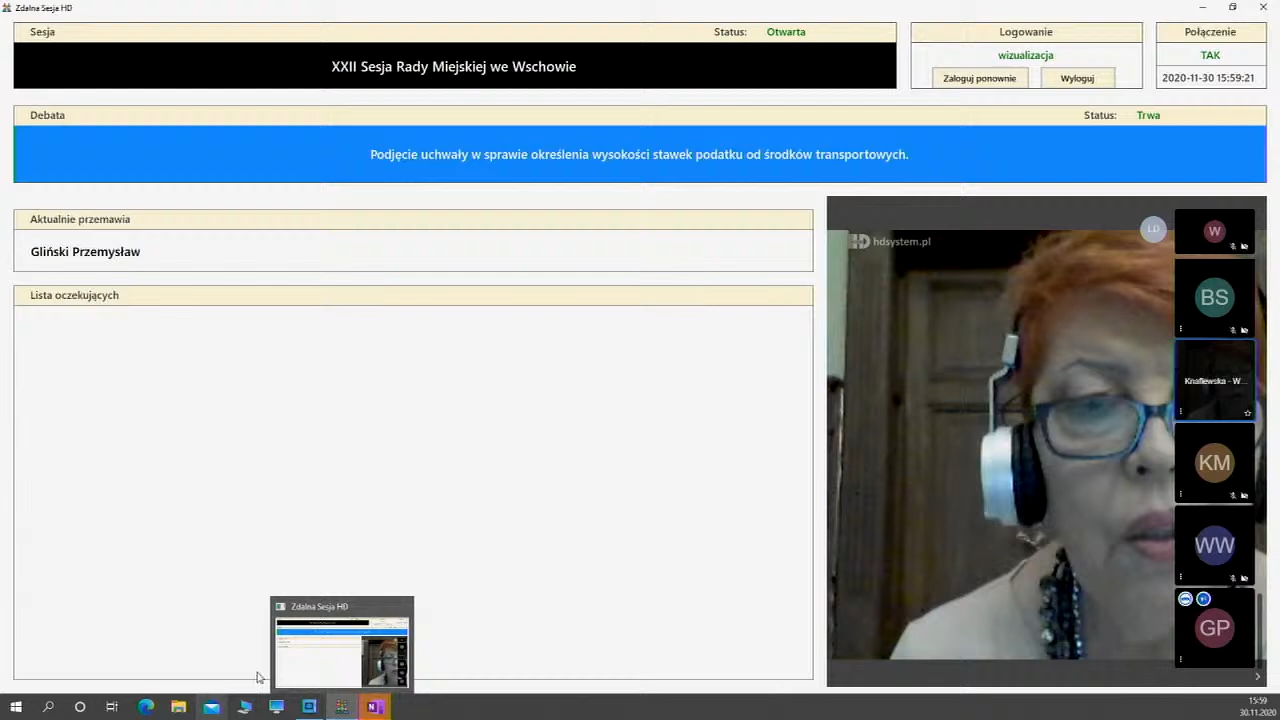 Zdalna Sesja HD
Sesja
Status: Otwarta
XXII Sesja Rady Miejskiej we Wschowie
Logowanie
wizualizacja
Zaloguj ponownie
Wyloguj
Połączenie
TAK
2020-11-30 15:59:21
Debata
Status: Trwa
Podjęcie uchwały w sprawie określenia wysokości stawek podatku od środków transportowych.
Aktualnie przemawia
Gliński Przemysław
Lista oczekujących
HD hdsystem.pl
LD
W
BS
Knaflewska - W...
KM
WW
GP
Zdalna Sesja HD
15:59
30.11.2020